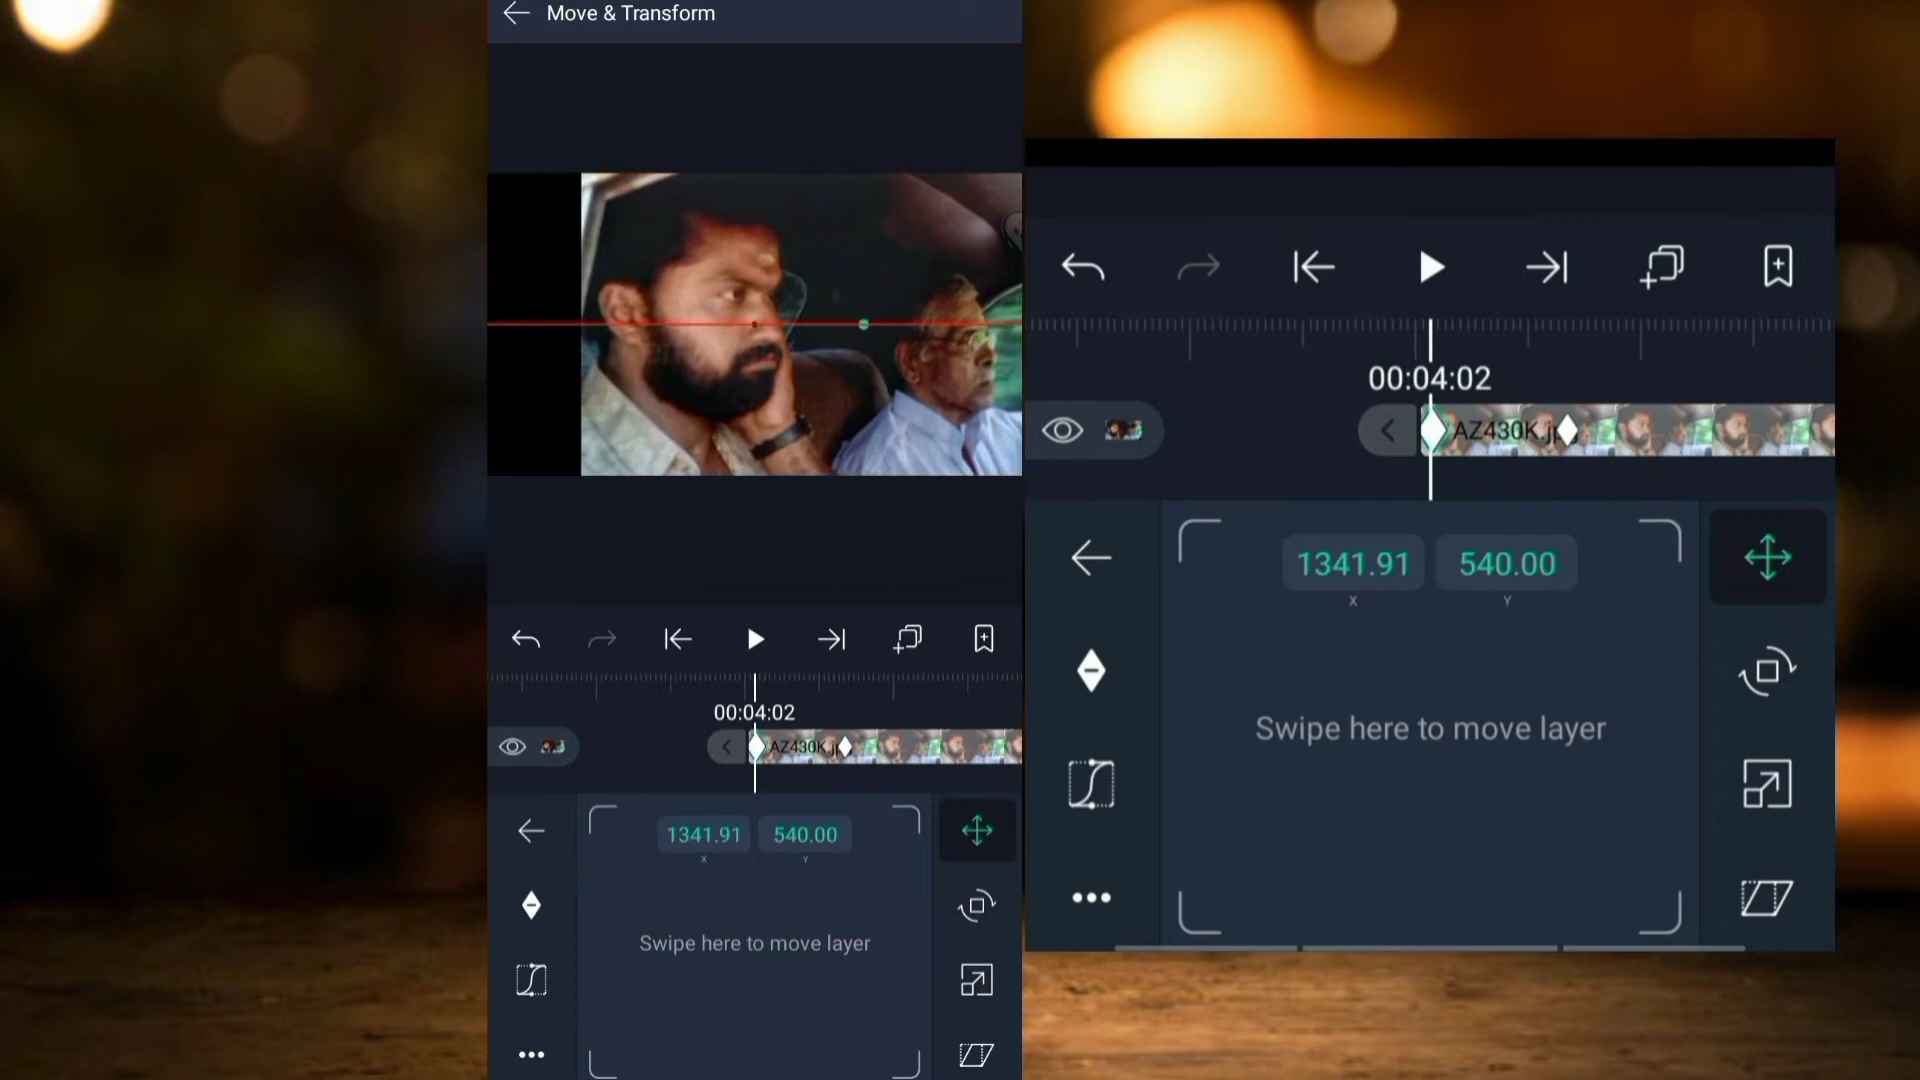 Move & Transform
00:04:02
AZ430K.j
1341.91 540.00
X Y
Swipe here to move layer
00:04:02
AZ430K.j
1341.91 540.00
X Y
Swipe here to move layer